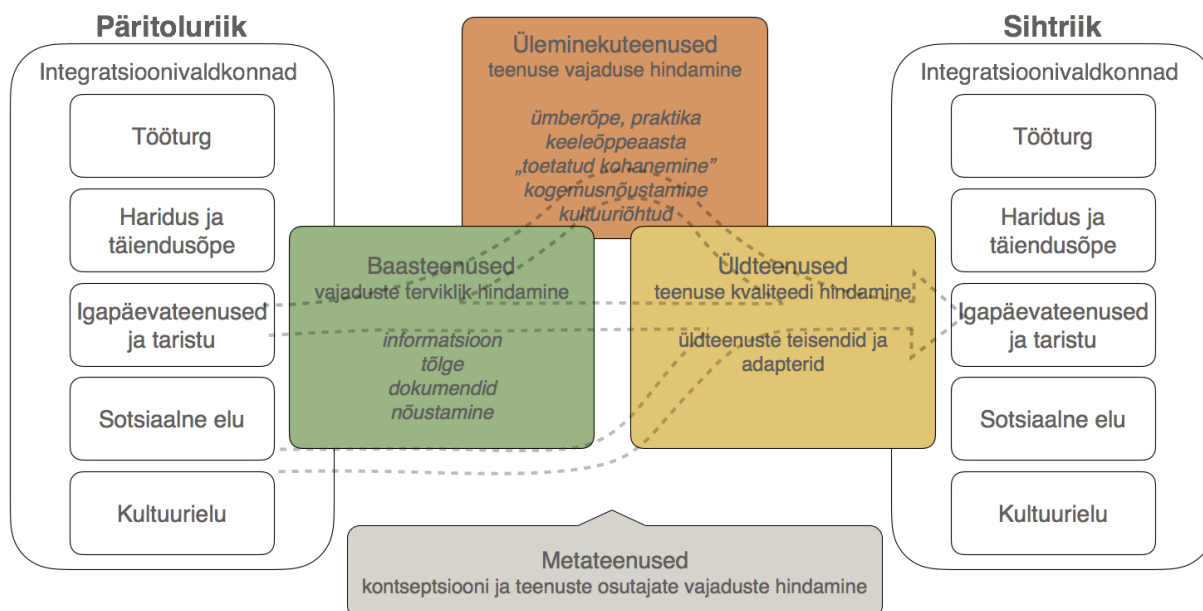 Päritoluriik
Integratsioonivaldkonnad
Tööturg
Haridus ja
täiendusõpe
Igapäevateenused
ja taristu
Sotsiaalne elu
Kultuurielu
Üleminekuteenused
teenuse vajaduse hindamine
ümberõpe, praktika
keeleõppeaasta
„toetatud kohanemine”
kogemusnõustamine
kultuuriõhtud
Baasteenused
vajaduste terviklik hindamine
informatsioon
tõlge
dokumendid
nõustamine
Üldteenused
teenuse kvaliteedi hindamine
üldteenuste teisendid ja
adapterid
Metateenused
kontseptsiooni ja teenuste osutajate vajaduste hindamine
Sihtriik
Integratsioonivaldkonnad
Tööturg
Haridus ja
täiendusõpe
Igapäevateenused
ja taristu
Sotsiaalne elu
Kultuurielu